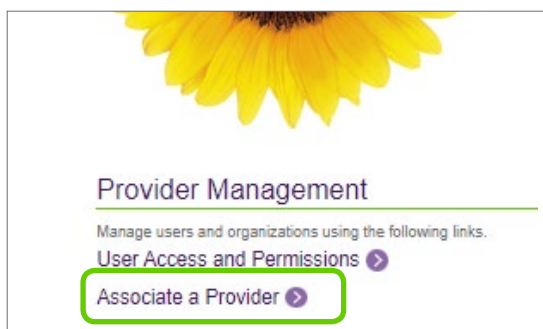 Provider Management
Manage users and organizations using the following links.
User Access and Permissions
Associate a Provider